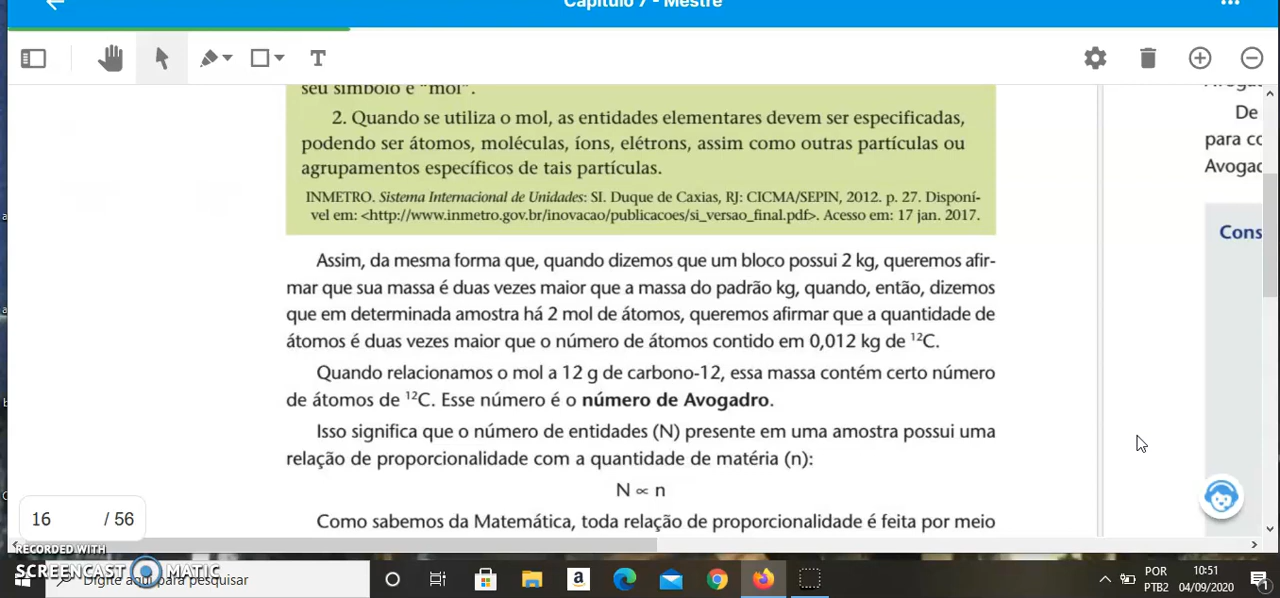 Capítulo 7 - Mestre
seu símbolo é "mol".
2. Quando se utiliza o mol, as entidades elementares devem ser especificadas,
podendo ser átomos, moléculas, íons, elétrons, assim como outras partículas ou
agrupamentos específicos de tais partículas.
INMETRO. Sistema Internacional de Unidades: SI. Duque de Caxias, RJ: CICMA/SEPIN, 2012. p. 27. Disponí-
vel em: <http://www.inmetro.gov.br/inovacao/publicacoes/si_versao_final.pdf>. Acesso em: 17 jan. 2017.
Assim, da mesma forma que, quando dizemos que um bloco possui 2 kg, queremos afir-
mar que sua massa é duas vezes maior que a massa do padrão kg, quando, então, dizemos
que em determinada amostra há 2 mol de átomos, queremos afirmar que a quantidade de
átomos é duas vezes maior que o número de átomos contido em 0,012 kg de ¹²C.
Quando relacionamos o mol a 12 g de carbono-12, essa massa contém certo número
de átomos de ¹²C. Esse número é o número de Avogadro.
Isso significa que o número de entidades (N) presente em uma amostra possui uma
relação de proporcionalidade com a quantidade de matéria (n):
N ∝ n
Como sabemos da Matemática, toda relação de proporcionalidade é feita por meio
De
para co
Avogad
Cons
16 / 56
RECORDED WITH
SCREENCAST MATIC
Digite aqui para pesquisar
POR
PTB2
10:51
04/09/2020
1